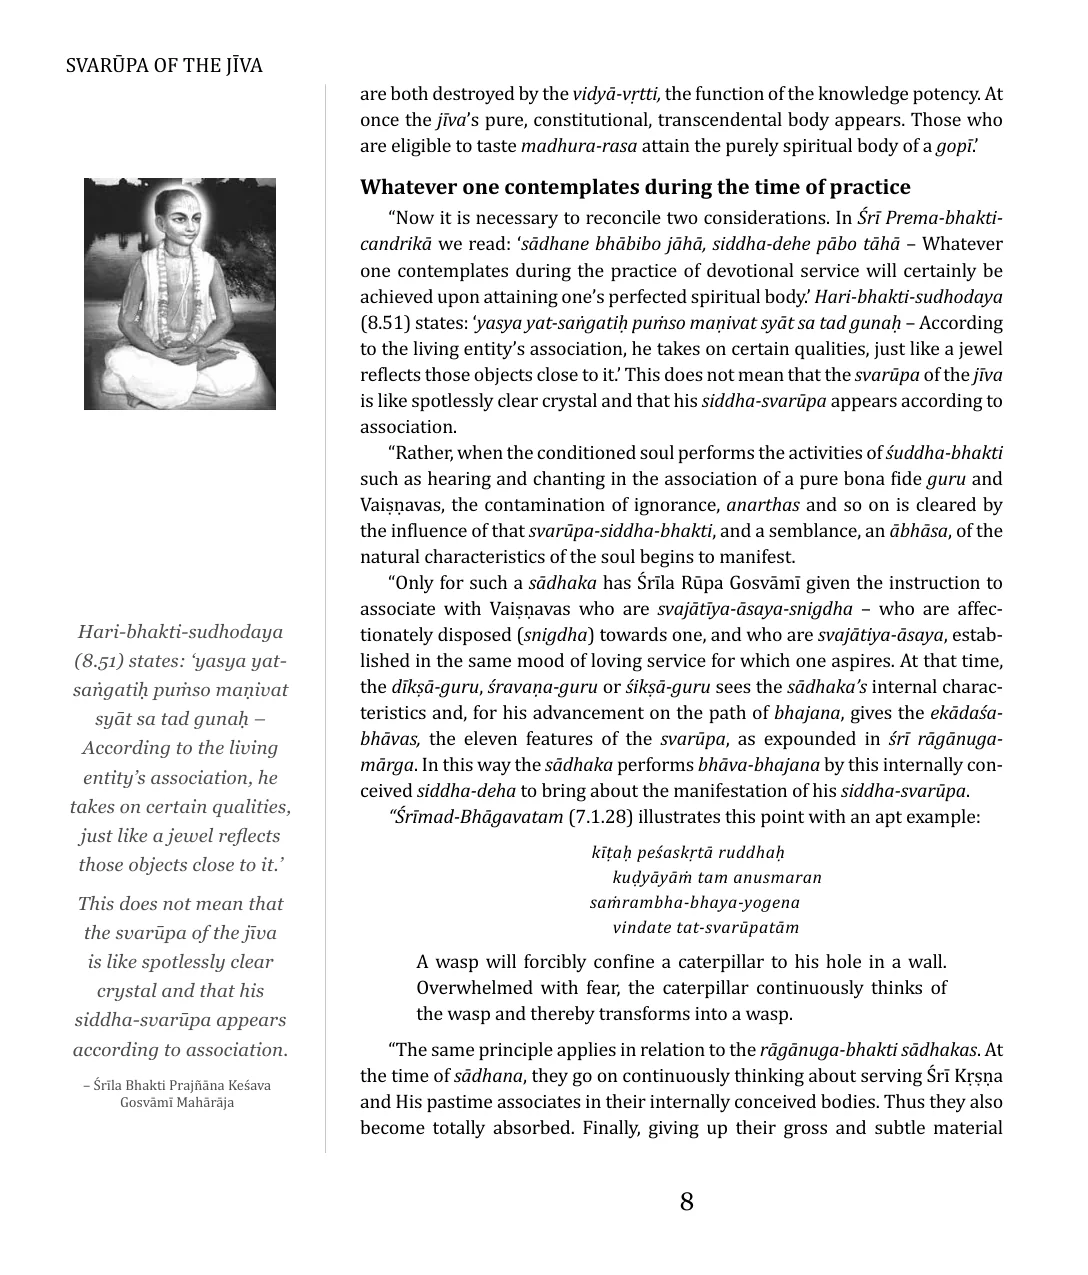 SVARŪPA OF THE JĪVA
are both destroyed by the vidyā-vṛtti, the function of the knowledge potency. At
once the jīva’s pure, constitutional, transcendental body appears. Those who
are eligible to taste madhura-rasa attain the purely spiritual body of a gopī.’
Whatever one contemplates during the time of practice
“Now it is necessary to reconcile two considerations. In Śrī Prema-bhakti-
candrikā we read: ‘sādhane bhābibo jāhā, siddha-dehe pābo tāhā – Whatever
one contemplates during the practice of devotional service will certainly be
achieved upon attaining one’s perfected spiritual body.’ Hari-bhakti-sudhodaya
(8.51) states: ‘yasya yat-saṅgatiḥ puṁso maṇivat syāt sa tad gunaḥ – According
to the living entity’s association, he takes on certain qualities, just like a jewel
reflects those objects close to it.’ This does not mean that the svarūpa of the jīva
is like spotlessly clear crystal and that his siddha-svarūpa appears according to
association.
“Rather, when the conditioned soul performs the activities of śuddha-bhakti
such as hearing and chanting in the association of a pure bona fide guru and
Vaiṣṇavas, the contamination of ignorance, anarthas and so on is cleared by
the influence of that svarūpa-siddha-bhakti, and a semblance, an ābhāsa, of the
natural characteristics of the soul begins to manifest.
“Only for such a sādhaka has Śrīla Rūpa Gosvāmī given the instruction to
associate with Vaiṣṇavas who are svajātīya-āsaya-snigdha – who are affec-
tionately disposed (snigdha) towards one, and who are svajātiya-āsaya, estab-
lished in the same mood of loving service for which one aspires. At that time,
the dīkṣā-guru, śravaṇa-guru or śikṣā-guru sees the sādhaka’s internal charac-
teristics and, for his advancement on the path of bhajana, gives the ekādaśa-
bhāvas, the eleven features of the svarūpa, as expounded in śrī rāgānuga-
mārga. In this way the sādhaka performs bhāva-bhajana by this internally con-
ceived siddha-deha to bring about the manifestation of his siddha-svarūpa.
“Śrīmad-Bhāgavatam (7.1.28) illustrates this point with an apt example:
kīṭaḥ peśaskṛtā ruddhaḥ
kuḍyāyāṁ tam anusmaran
saṁrambha-bhaya-yogena
vindate tat-svarūpatām
A wasp will forcibly confine a caterpillar to his hole in a wall.
Overwhelmed with fear, the caterpillar continuously thinks of
the wasp and thereby transforms into a wasp.
“The same principle applies in relation to the rāgānuga-bhakti sādhakas. At
the time of sādhana, they go on continuously thinking about serving Śrī Kṛṣṇa
and His pastime associates in their internally conceived bodies. Thus they also
become totally absorbed. Finally, giving up their gross and subtle material
Hari-bhakti-sudhodaya
(8.51) states: ‘yasya yat-
saṅgatiḥ puṁso maṇivat
syāt sa tad gunaḥ –
According to the living
entity’s association, he
takes on certain qualities,
just like a jewel reflects
those objects close to it.’
This does not mean that
the svarūpa of the jīva
is like spotlessly clear
crystal and that his
siddha-svarūpa appears
according to association.
– Śrīla Bhakti Prajñāna Keśava
Gosvāmī Mahārāja
8